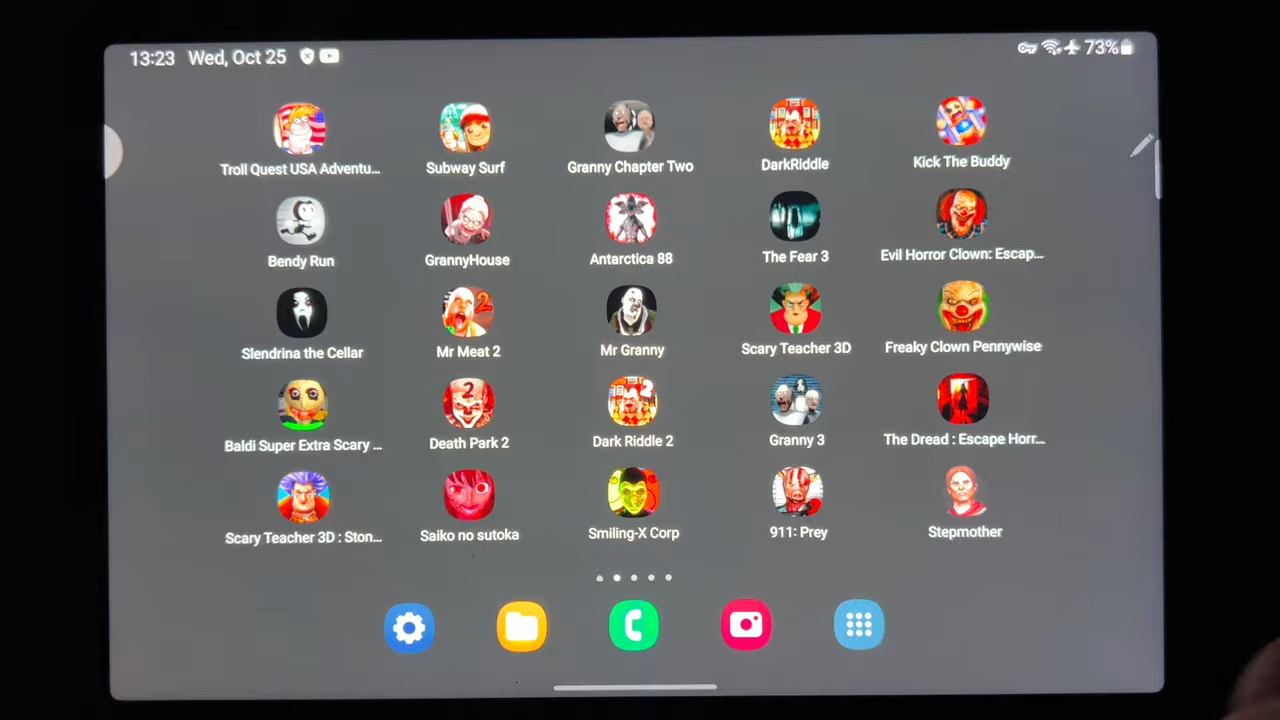 13:23 Wed, Oct 25
73%
Troll Quest USA Adventu...
Subway Surf
Granny Chapter Two
DarkRiddle
Kick The Buddy
Bendy Run
GrannyHouse
Antarctica 88
The Fear 3
Evil Horror Clown: Escap...
Slendrina the Cellar
Mr Meat 2
Mr Granny
Scary Teacher 3D
Freaky Clown Pennywise
Baldi Super Extra Scary ...
Death Park 2
Dark Riddle 2
Granny 3
The Dread : Escape Horr...
Scary Teacher 3D : Ston...
Saiko no sutoka
Smiling-X Corp
911: Prey
Stepmother
2
2
2